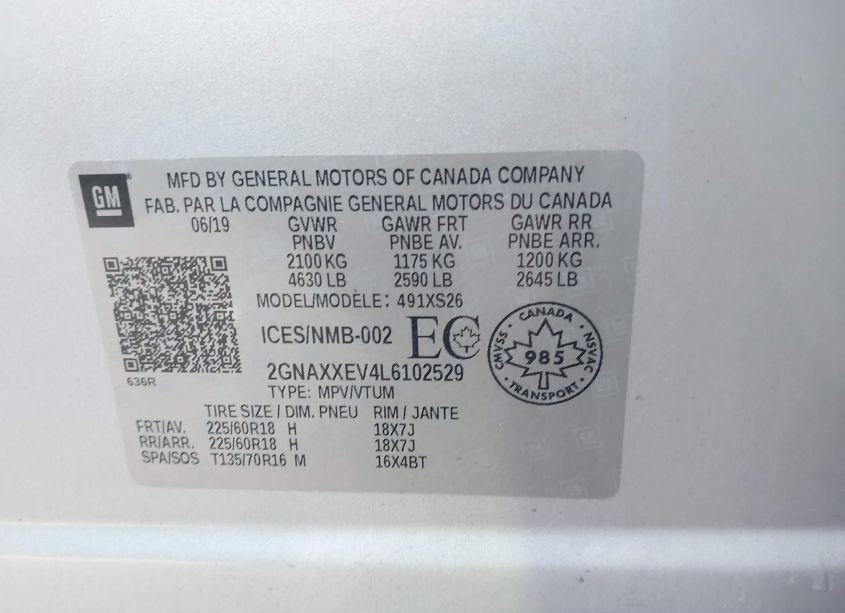 GM
MFD BY GENERAL MOTORS OF CANADA COMPANY
FAB. PAR LA COMPAGNIE GENERAL MOTORS DU CANADA
06/19 GVWR GAWR FRT GAWR RR
PNBV PNBE AV. PNBE ARR.
2100 KG 1175 KG 1200 KG
4630 LB 2590 LB 2645 LB
MODEL/MODÈLE: 491XS26
ICES/NMB-002 EC
CANADA
CMVSS · NSVAC
985
TRANSPORT
636R
2GNAXXEV4L6102529
TYPE: MPV/VTUM
TIRE SIZE / DIM. PNEU RIM / JANTE
FRT/AV. 225/60R18 H 18X7J
RR/ARR. 225/60R18 H 18X7J
SPA/SOS T135/70R16 M 16X4BT